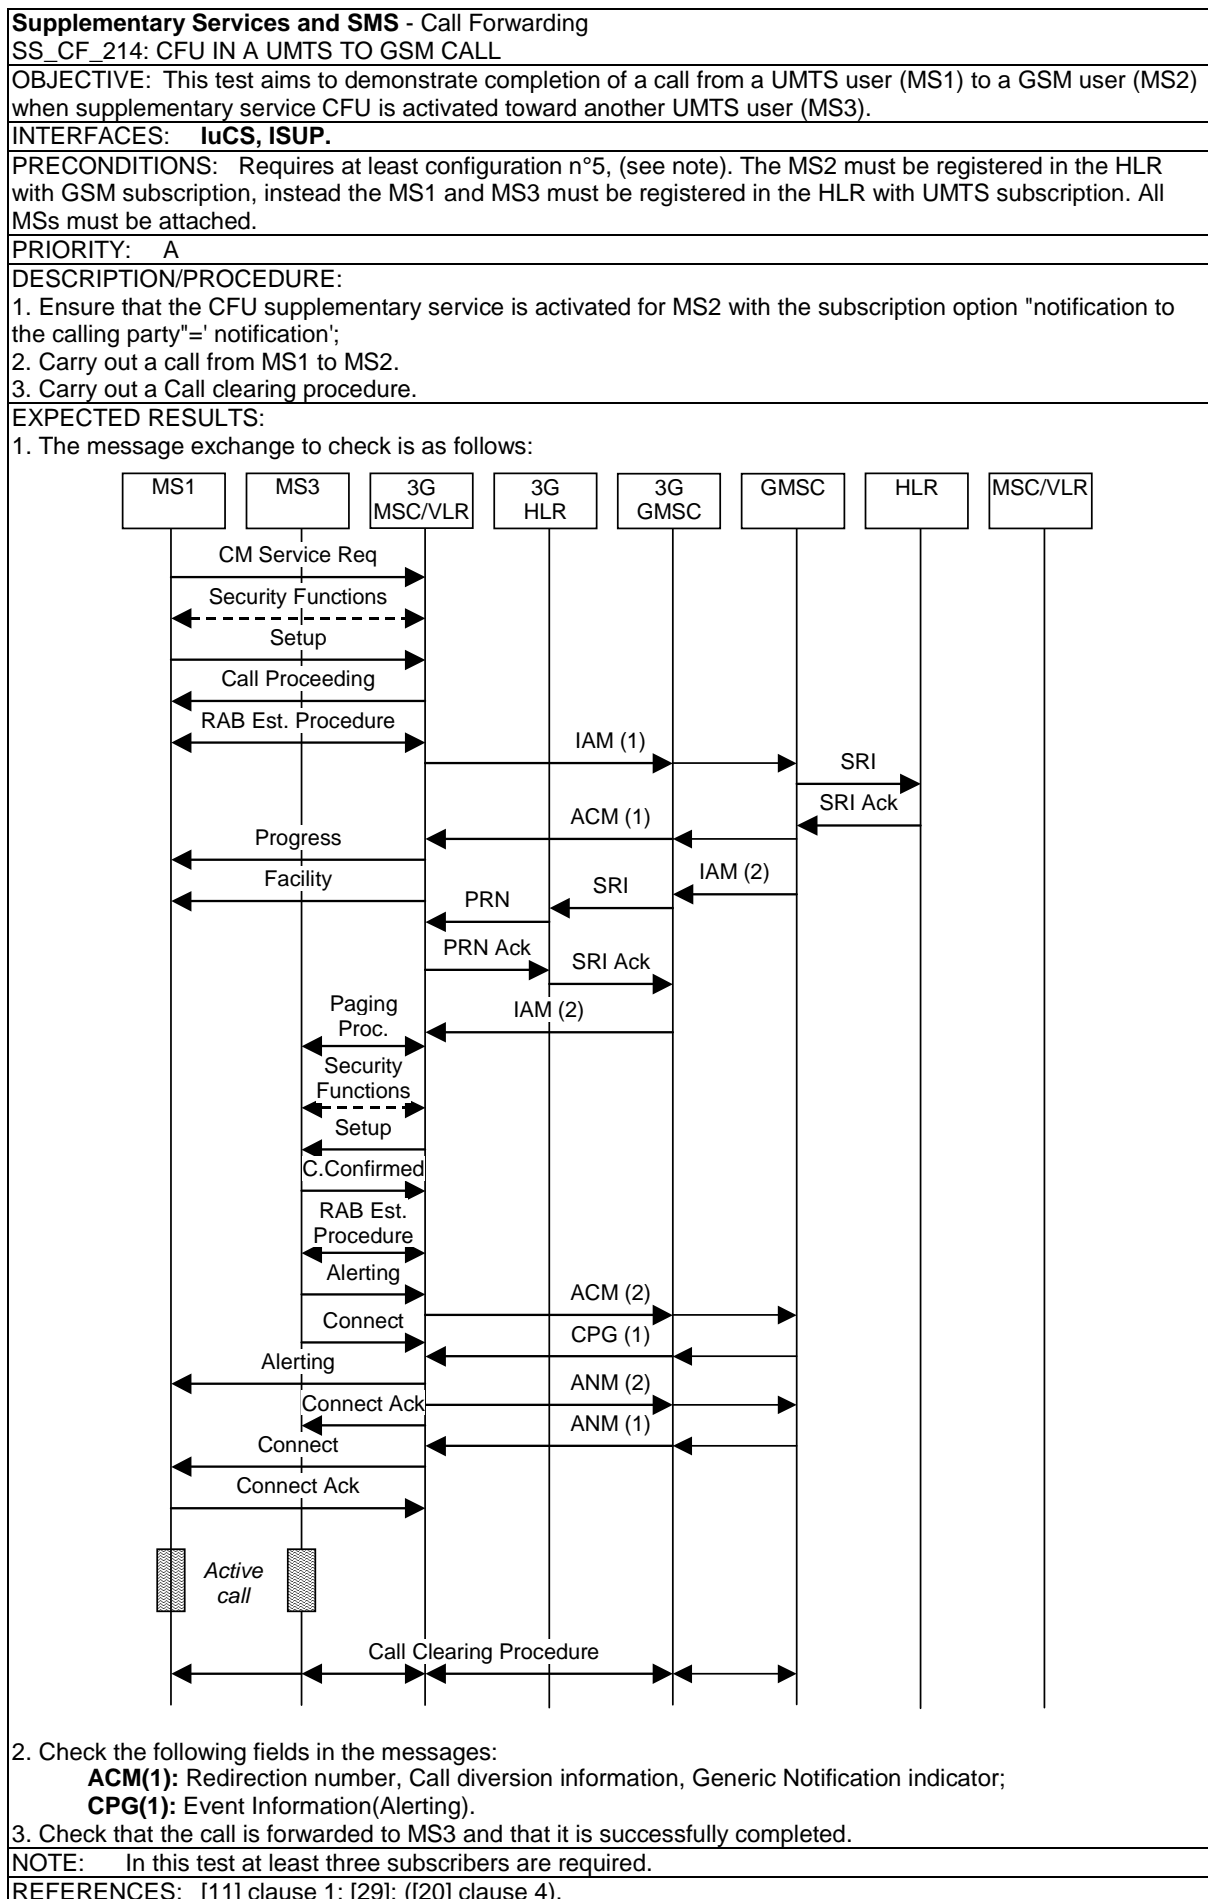 Supplementary Services and SMS - Call Forwarding
SS_CF_214: CFU IN A UMTS TO GSM CALL
OBJECTIVE: This test aims to demonstrate completion of a call from a UMTS user (MS1) to a GSM user (MS2)
when supplementary service CFU is activated toward another UMTS user (MS3).
INTERFACES: IuCS, ISUP.
PRECONDITIONS: Requires at least configuration n°5, (see note). The MS2 must be registered in the HLR
with GSM subscription, instead the MS1 and MS3 must be registered in the HLR with UMTS subscription. All
MSs must be attached.
PRIORITY: A
DESCRIPTION/PROCEDURE:
1. Ensure that the CFU supplementary service is activated for MS2 with the subscription option "notification to
the calling party"=' notification';
2. Carry out a call from MS1 to MS2.
3. Carry out a Call clearing procedure.
EXPECTED RESULTS:
1. The message exchange to check is as follows:
MS1 MS3 3G 3G 3G GMSC HLR MSC/VLR
MSC/VLR HLR GMSC
CM Service Req
Security Functions
Setup
Call Proceeding
RAB Est. Procedure
IAM (1)
SRI
SRI Ack
ACM (1)
Progress
IAM (2)
Facility
SRI
PRN
PRN Ack
SRI Ack
Paging
Proc.
IAM (2)
Security
Functions
Setup
C.Confirmed
RAB Est.
Procedure
Alerting
ACM (2)
Connect
CPG (1)
Alerting
ANM (2)
Connect Ack
ANM (1)
Connect
Connect Ack
Active
call
Call Clearing Procedure
2. Check the following fields in the messages:
ACM(1): Redirection number, Call diversion information, Generic Notification indicator;
CPG(1): Event Information(Alerting).
3. Check that the call is forwarded to MS3 and that it is successfully completed.
NOTE: In this test at least three subscribers are required.
REFERENCES: [11] clause 1; [29]; ([20] clause 4).